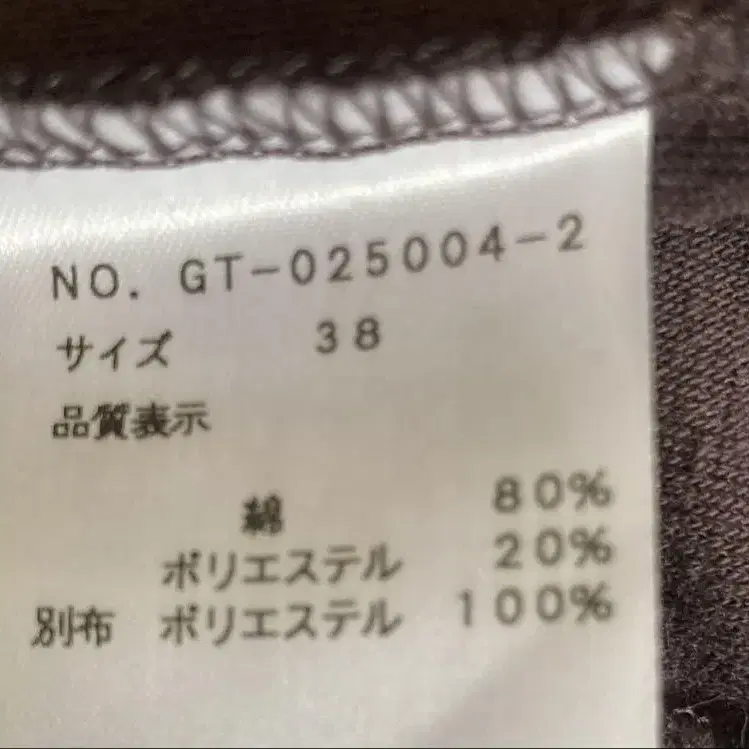 NO. GT-025004-2
サイズ 38
品質表示
綿 80%
ポリエステル 20%
別布 ポリエステル 100%